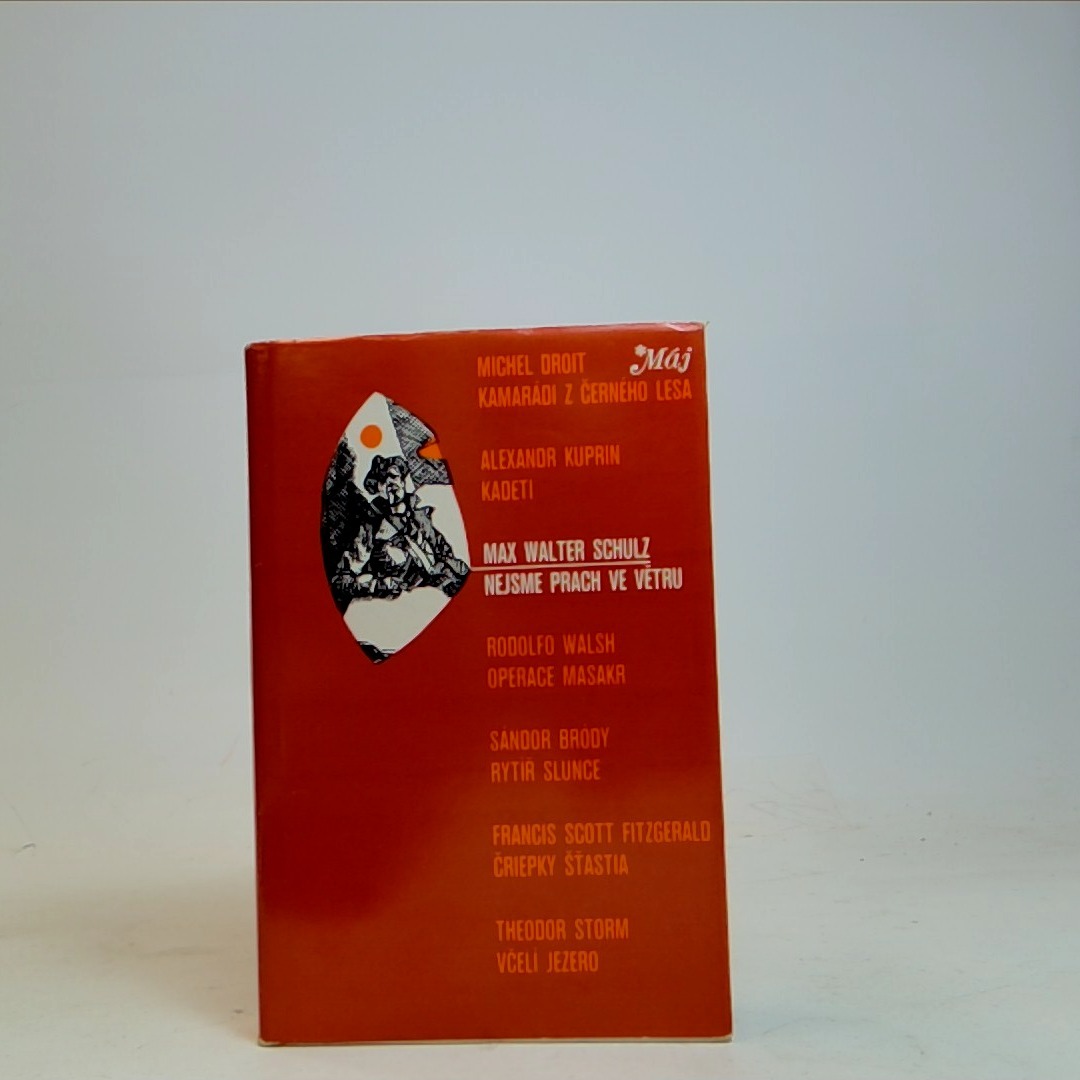 Máj
MICHEL DROIT
KAMARÁDI Z ČERNÉHO LESA
ALEXANDR KUPRIN
KADETI
MAX WALTER SCHULZ
NEJSME PRACH VE VĚTRU
RODOLFO WALSH
OPERACE MASAKR
SÁNDOR BRÓDY
RYTÍŘ SLUNCE
FRANCIS SCOTT FITZGERALD
ČRIEPKY ŠŤASTIA
THEODOR STORM
VČELÍ JEZERO